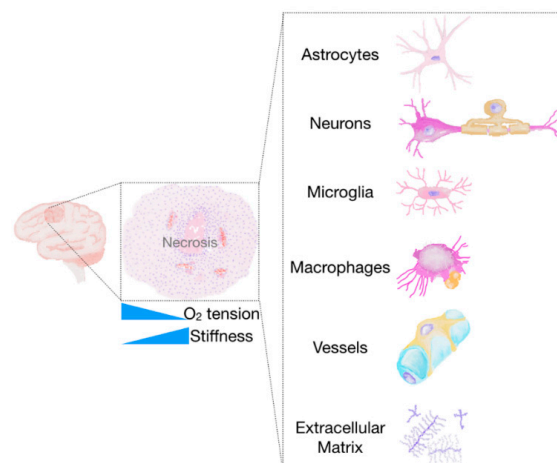 Astrocytes
Neurons
Microglia
Necrosis
Macrophages
O₂ tension
Stiffness
Vessels
Extracellular
Matrix